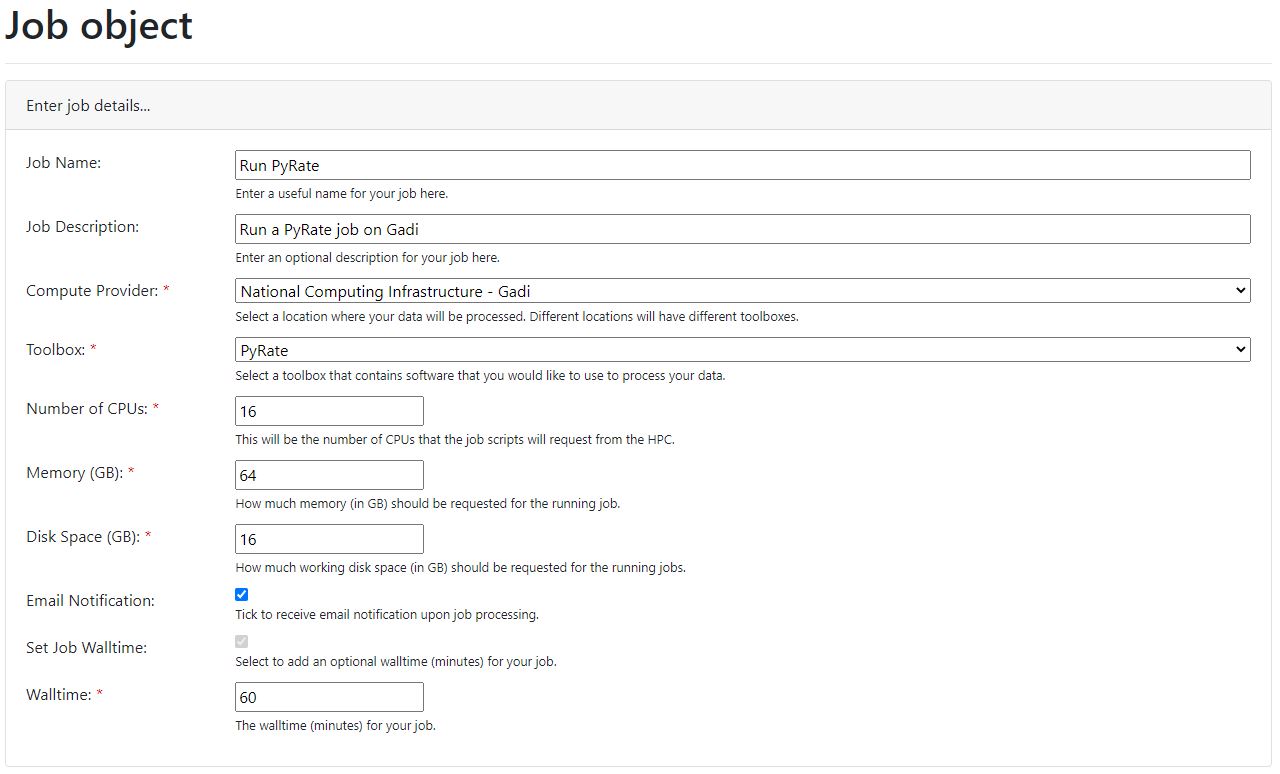 Job object
Enter job details...
Job Name:
Run PyRate
Enter a useful name for your job here.
Job Description:
Run a PyRate job on Gadi
Enter an optional description for your job here.
Compute Provider: *
National Computing Infrastructure - Gadi
Select a location where your data will be processed. Different locations will have different toolboxes.
Toolbox: *
PyRate
Select a toolbox that contains software that you would like to use to process your data.
Number of CPUs: *
16
This will be the number of CPUs that the job scripts will request from the HPC.
Memory (GB): *
64
How much memory (in GB) should be requested for the running job.
Disk Space (GB): *
16
How much working disk space (in GB) should be requested for the running jobs.
Email Notification:
Tick to receive email notification upon job processing.
Set Job Walltime:
Select to add an optional walltime (minutes) for your job.
Walltime: *
60
The walltime (minutes) for your job.